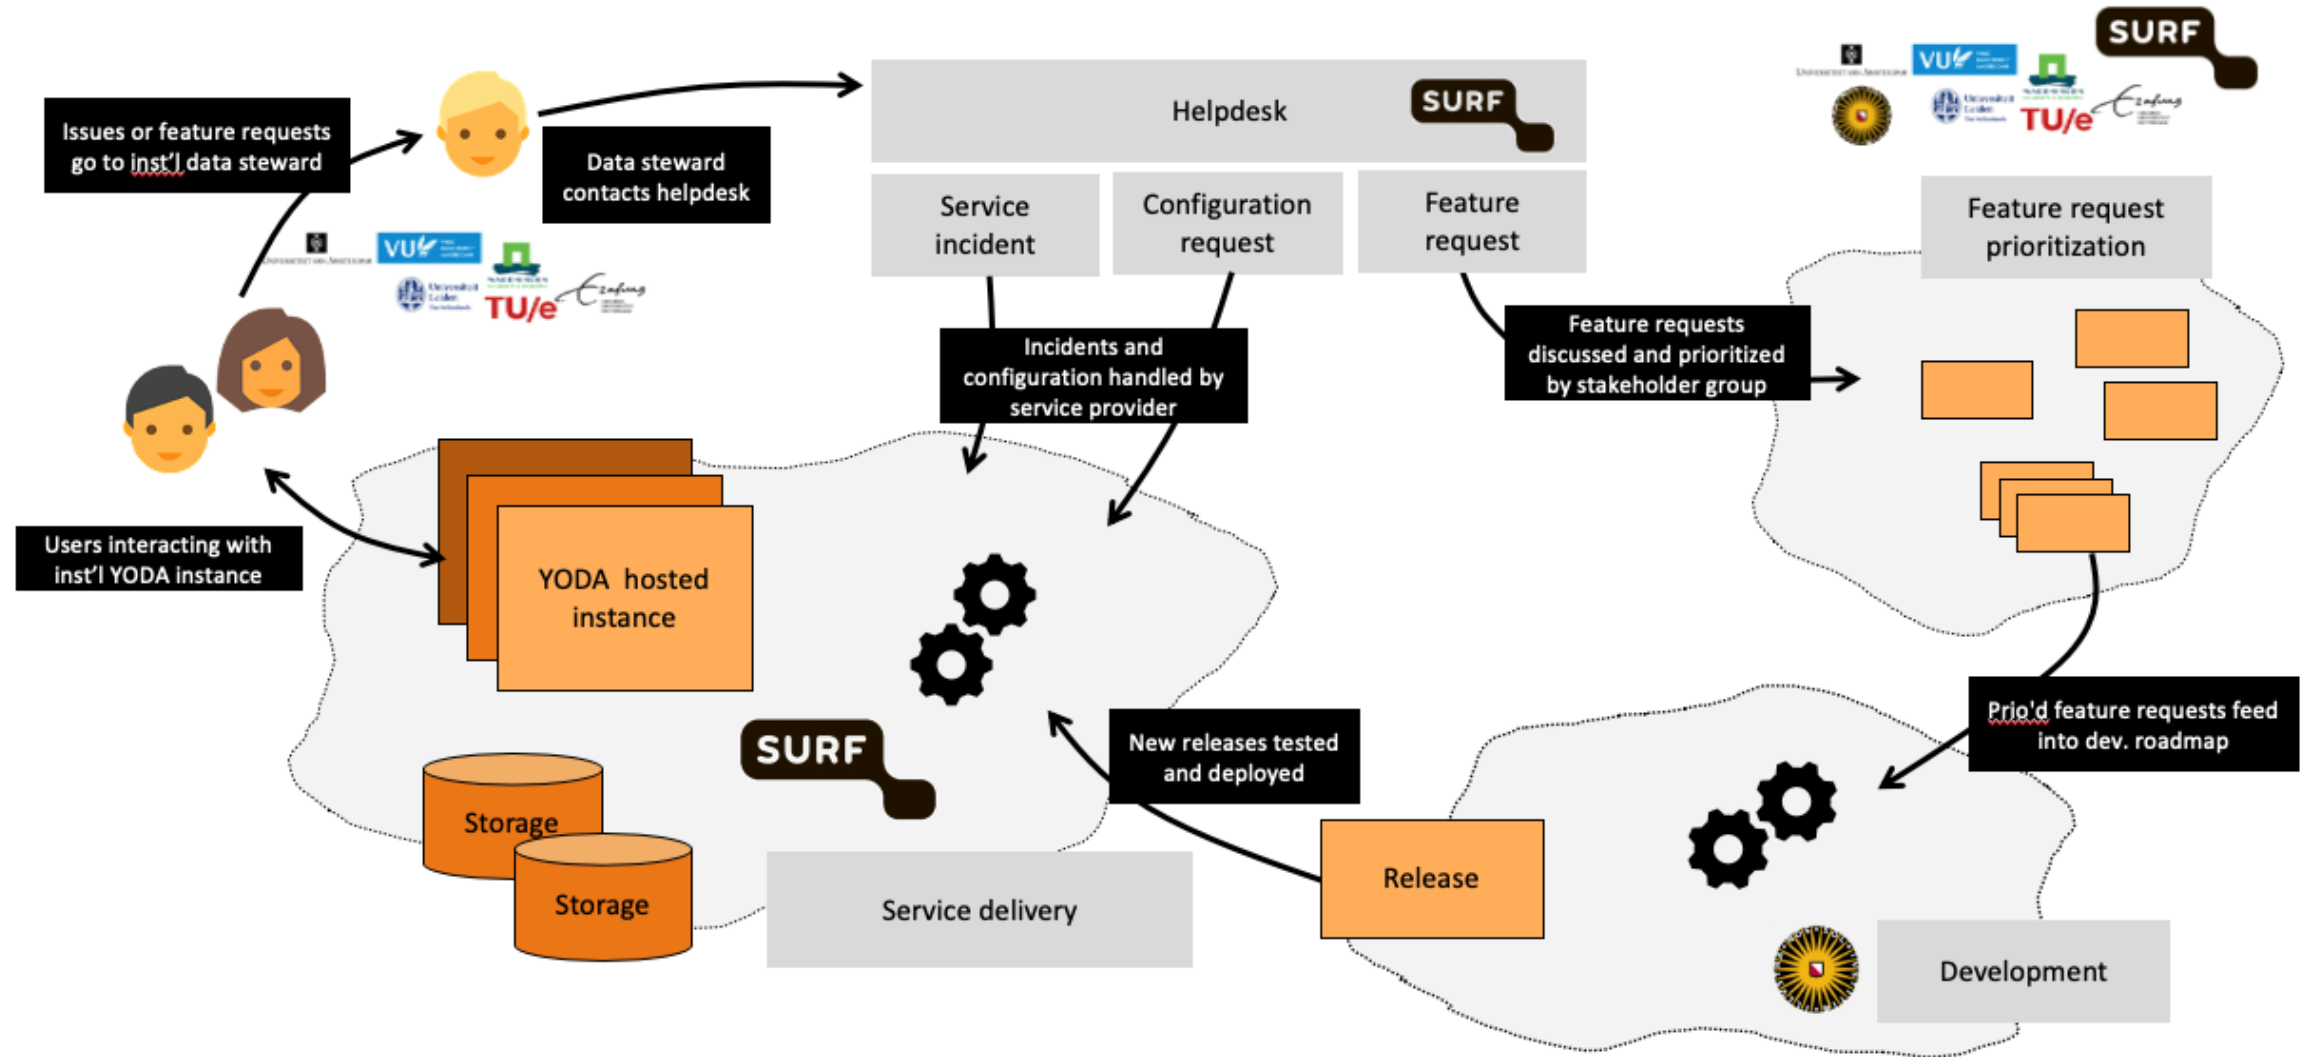 SURF
VU
TU/e
Helpdesk
SURF
Issues or feature requests
go to inst'l data steward
Data steward
contacts helpdesk
Service
incident
Configuration
request
Feature
request
Feature request
prioritization
VU
Universiteit
Leiden
TU/e
Incidents and
configuration handled by
service provider
Feature requests
discussed and prioritized
by stakeholder group
Users interacting with
inst'l YODA instance
YODA hosted
instance
Prio'd feature requests feed
into dev. roadmap
SURF
New releases tested
and deployed
Storage
Storage
Service delivery
Release
Development